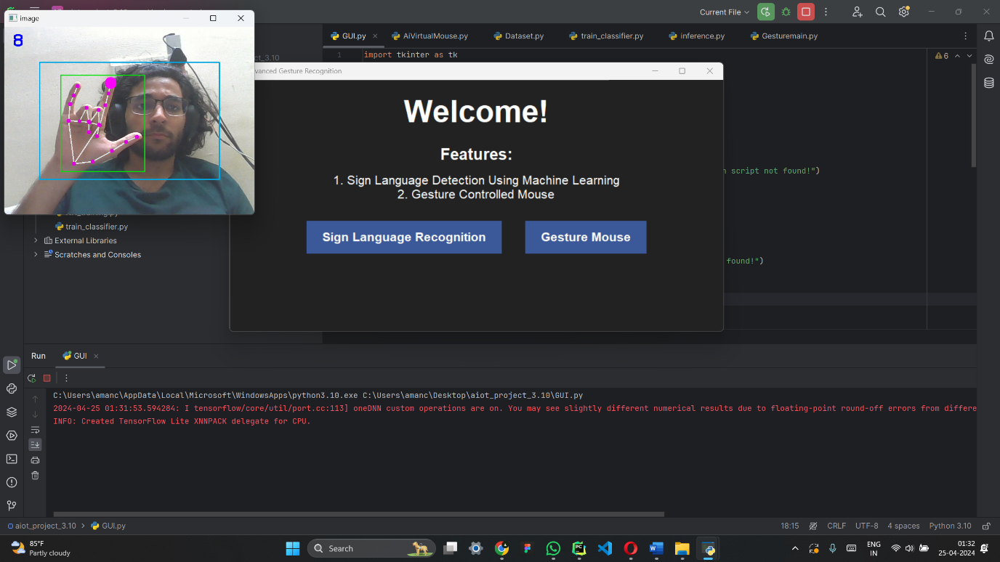 image
8
Current File
GUI.py
AiVirtualMouse.py
Dataset.py
train_classifier.py
inference.py
Gesturemain.py
1 import tkinter as tk
6
Gesture Recognition
Welcome!
Features:
1. Sign Language Detection Using Machine Learning
2. Gesture Controlled Mouse
Sign Language Recognition
Gesture Mouse
script not found!")
found!")
train_classifier.py
External Libraries
Scratches and Consoles
Run
GUI
C:\Users\amanc\AppData\Local\Microsoft\WindowsApps\python3.10.exe C:\Users\amanc\Desktop\aiot_project_3.10\GUI.py
2024-04-25 01:31:53.594284: I tensorflow/core/util/port.cc:113] oneDNN custom operations are on. You may see slightly different numerical results due to floating-point round-off errors from differe
INFO: Created TensorFlow Lite XNNPACK delegate for CPU.
aiot_project_3.10 > GUI.py
18:15
CRLF
UTF-8
4 spaces
Python 3.10
85°F
Partly cloudy
Search
ENG
IN
01:32
25-04-2024